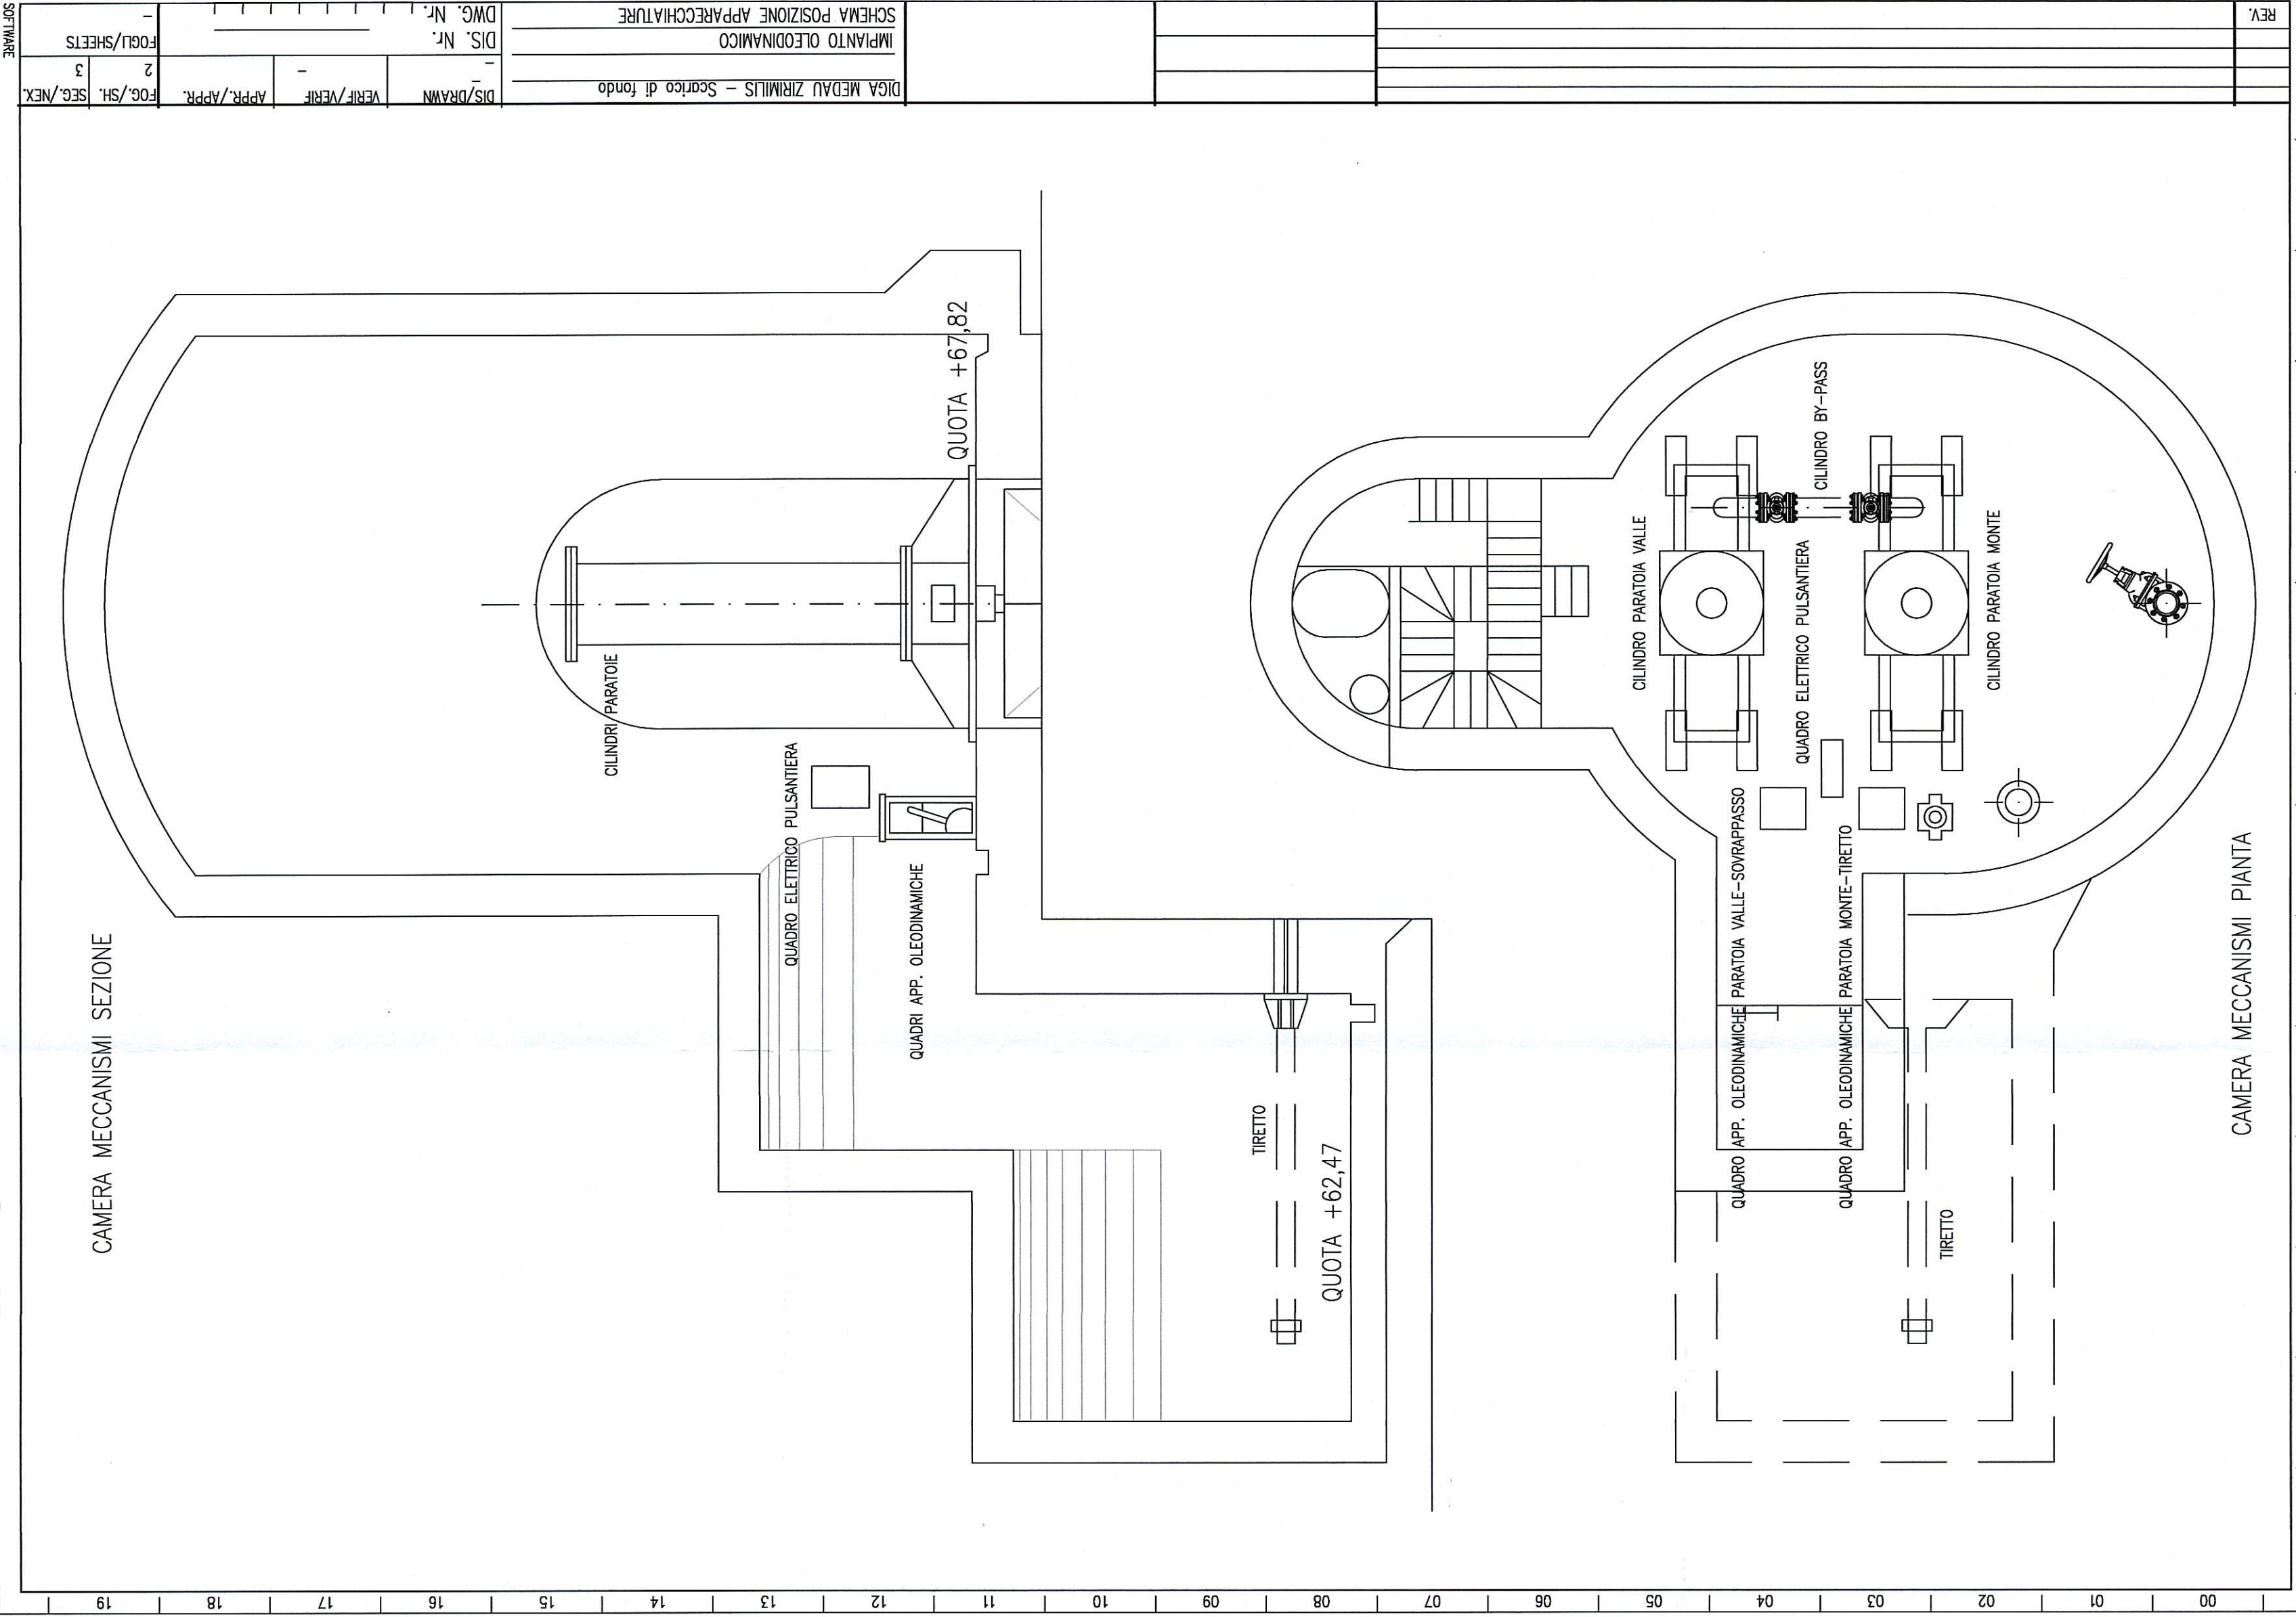 CAMERA MECCANISMI SEZIONE
CILINDRI PARATOIE
QUADRO ELETTRICO PULSANTIERA
QUADRI APP. OLEODINAMICHE
QUOTA +67,82
TIRETTO
QUOTA +62,47
CILINDRO PARATOIA VALLE
CILINDRO BY-PASS
QUADRO ELETTRICO PULSANTIERA
CILINDRO PARATOIA MONTE
QUADRO APP. OLEODINAMICHE PARATOIA VALLE-SOVRAPPASSO
QUADRO APP. OLEODINAMICHE PARATOIA MONTE-TIRETTO
TIRETTO
CAMERA MECCANISMI PIANTA
REV.
DIGA MEDAU ZIRIMILIS - Scarico di fondo
IMPIANTO OLEODINAMICO
SCHEMA POSIZIONE APPARECCHIATURE
DIS/DRAWN
-
-
VERIF/VERIF
-
APPR./APPR.
FOG./SH.
2
SEG./NEX.
3
DIS. Nr.
DWG. Nr.
FOGLI/SHEETS
-
SOFTWARE
00 01 02 03 04 05 06 07 08 09 10 11 12 13 14 15 16 17 18 19